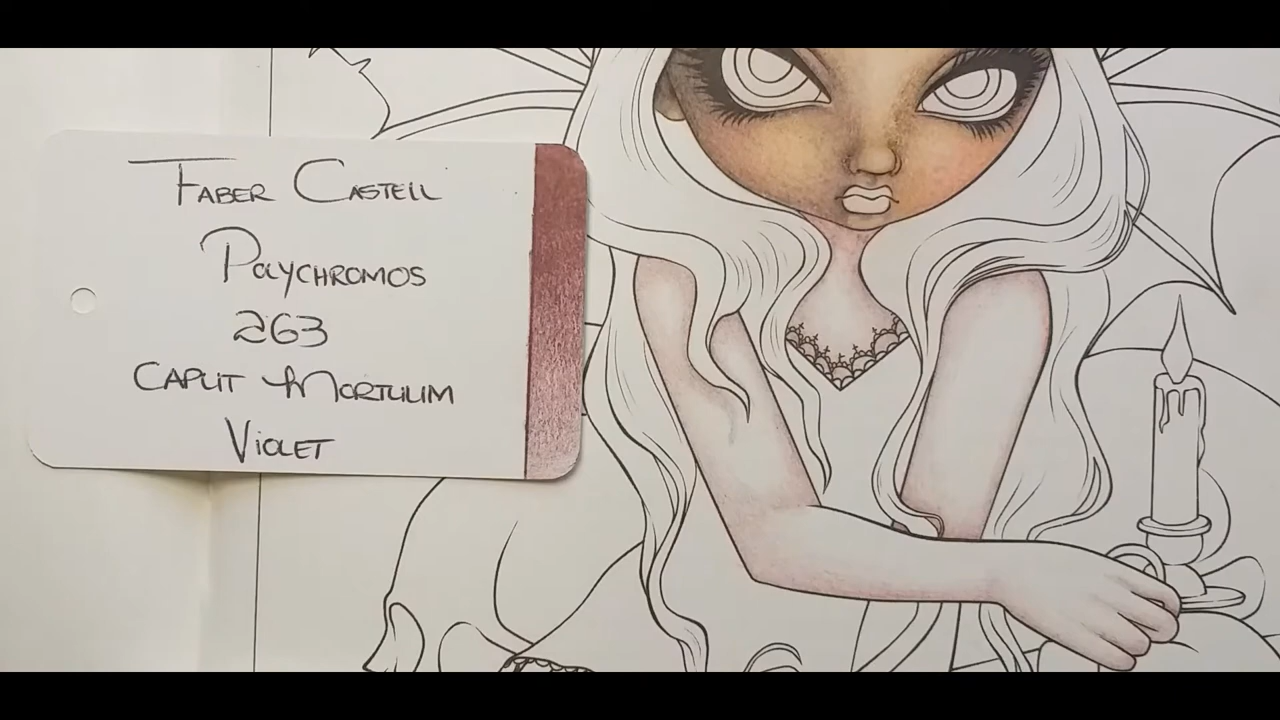 FABER CASTELL
POLYCHROMOS
263
CAPUT MORTUUM
VIOLET